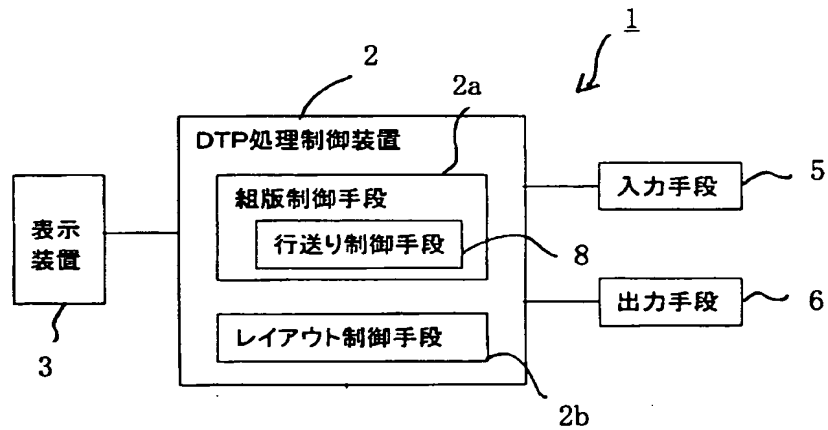 1
2
2a
DTP処理制御装置
組版制御手段
行送り制御手段
8
レイアウト制御手段
2b
表示
装置
3
入力手段
5
出力手段
6